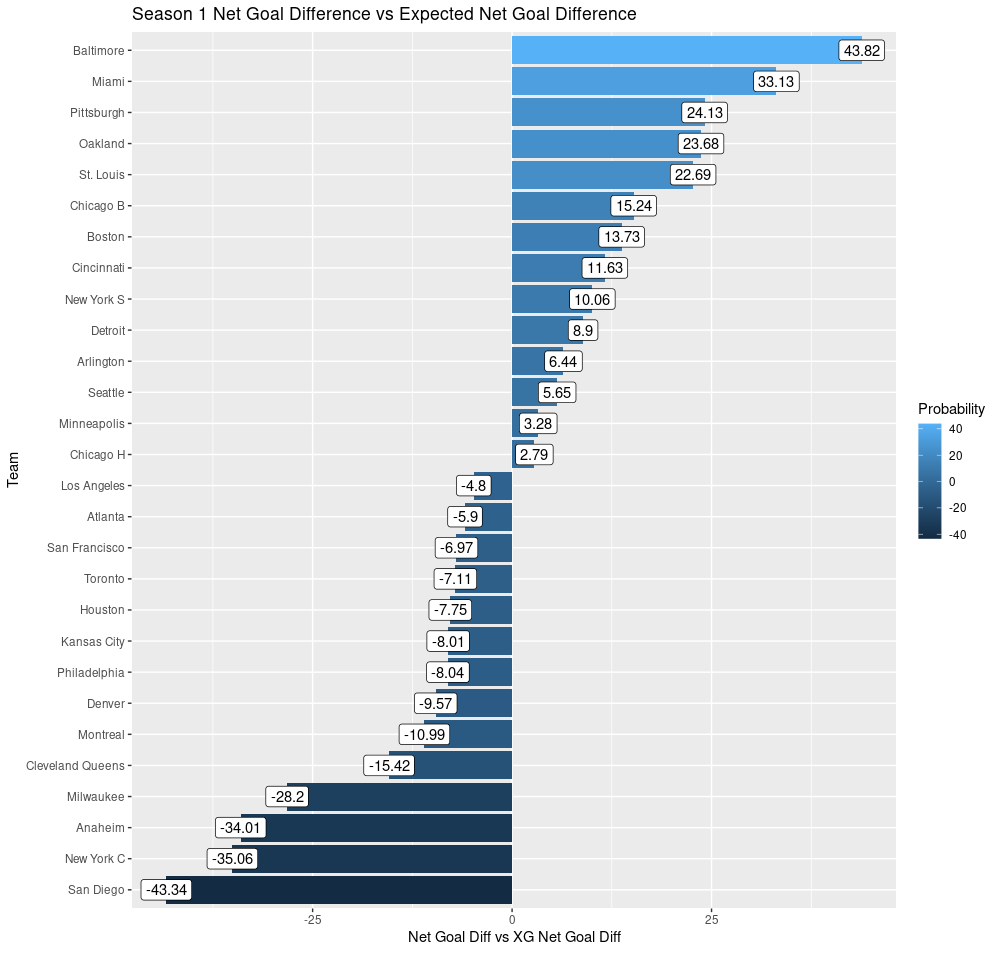 Season 1 Net Goal Difference vs Expected Net Goal Difference
Team
Baltimore 43.82
Miami 33.13
Pittsburgh 24.13
Oakland 23.68
St. Louis 22.69
Chicago B 15.24
Boston 13.73
Cincinnati 11.63
New York S 10.06
Detroit 8.9
Arlington 6.44
Seattle 5.65
Minneapolis 3.28
Chicago H 2.79
Los Angeles -4.8
Atlanta -5.9
San Francisco -6.97
Toronto -7.11
Houston -7.75
Kansas City -8.01
Philadelphia -8.04
Denver -9.57
Montreal -10.99
Cleveland Queens -15.42
Milwaukee -28.2
Anaheim -34.01
New York C -35.06
San Diego -43.34
-25 0 25
Net Goal Diff vs XG Net Goal Diff
Probability
40
20
0
-20
-40